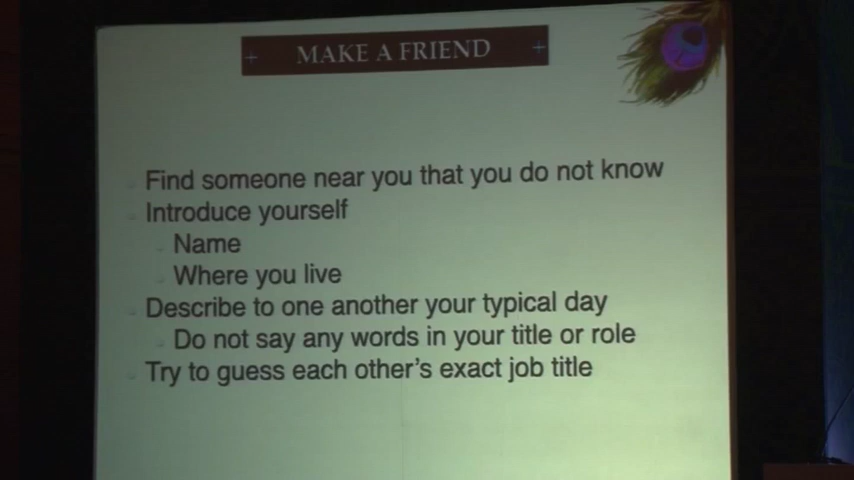 MAKE A FRIEND
Find someone near you that you do not know
Introduce yourself
Name
Where you live
Describe to one another your typical day
Do not say any words in your title or role
Try to guess each other's exact job title